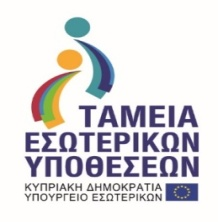 ΤΑΜΕΙΑ
ΕΣΩΤΕΡΙΚΩΝ
ΥΠΟΘΕΣΕΩΝ
ΚΥΠΡΙΑΚΗ ΔΗΜΟΚΡΑΤΙΑ
ΥΠΟΥΡΓΕΙΟ ΕΣΩΤΕΡΙΚΩΝ